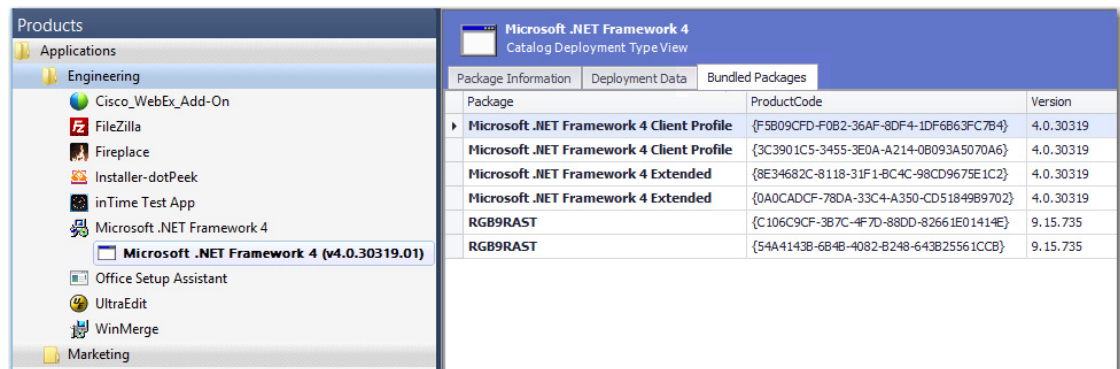 Products
Applications
Engineering
Cisco_WebEx_Add-On
FileZilla
Fireplace
Installer-dotPeek
inTime Test App
Microsoft .NET Framework 4
Microsoft .NET Framework 4 (v4.0.30319.01)
Office Setup Assistant
UltraEdit
WinMerge
Marketing
Microsoft .NET Framework 4
Catalog Deployment Type View
Package Information Deployment Data Bundled Packages
Package ProductCode Version
Microsoft .NET Framework 4 Client Profile {F5B09CFD-F0B2-36AF-8DF4-1DF6B63FC7B4} 4.0.30319
Microsoft .NET Framework 4 Client Profile {3C3901C5-3455-3E0A-A214-0B093A5070A6} 4.0.30319
Microsoft .NET Framework 4 Extended {8E34682C-8118-31F1-BC4C-98CD9675E1C2} 4.0.30319
Microsoft .NET Framework 4 Extended {0A0CADCF-78DA-33C4-A350-CD51849B9702} 4.0.30319
RGB9RAST {C106C9CF-3B7C-4F7D-88DD-82661E01414E} 9.15.735
RGB9RAST {54A4143B-6B4B-4082-B248-643B25561CCB} 9.15.735